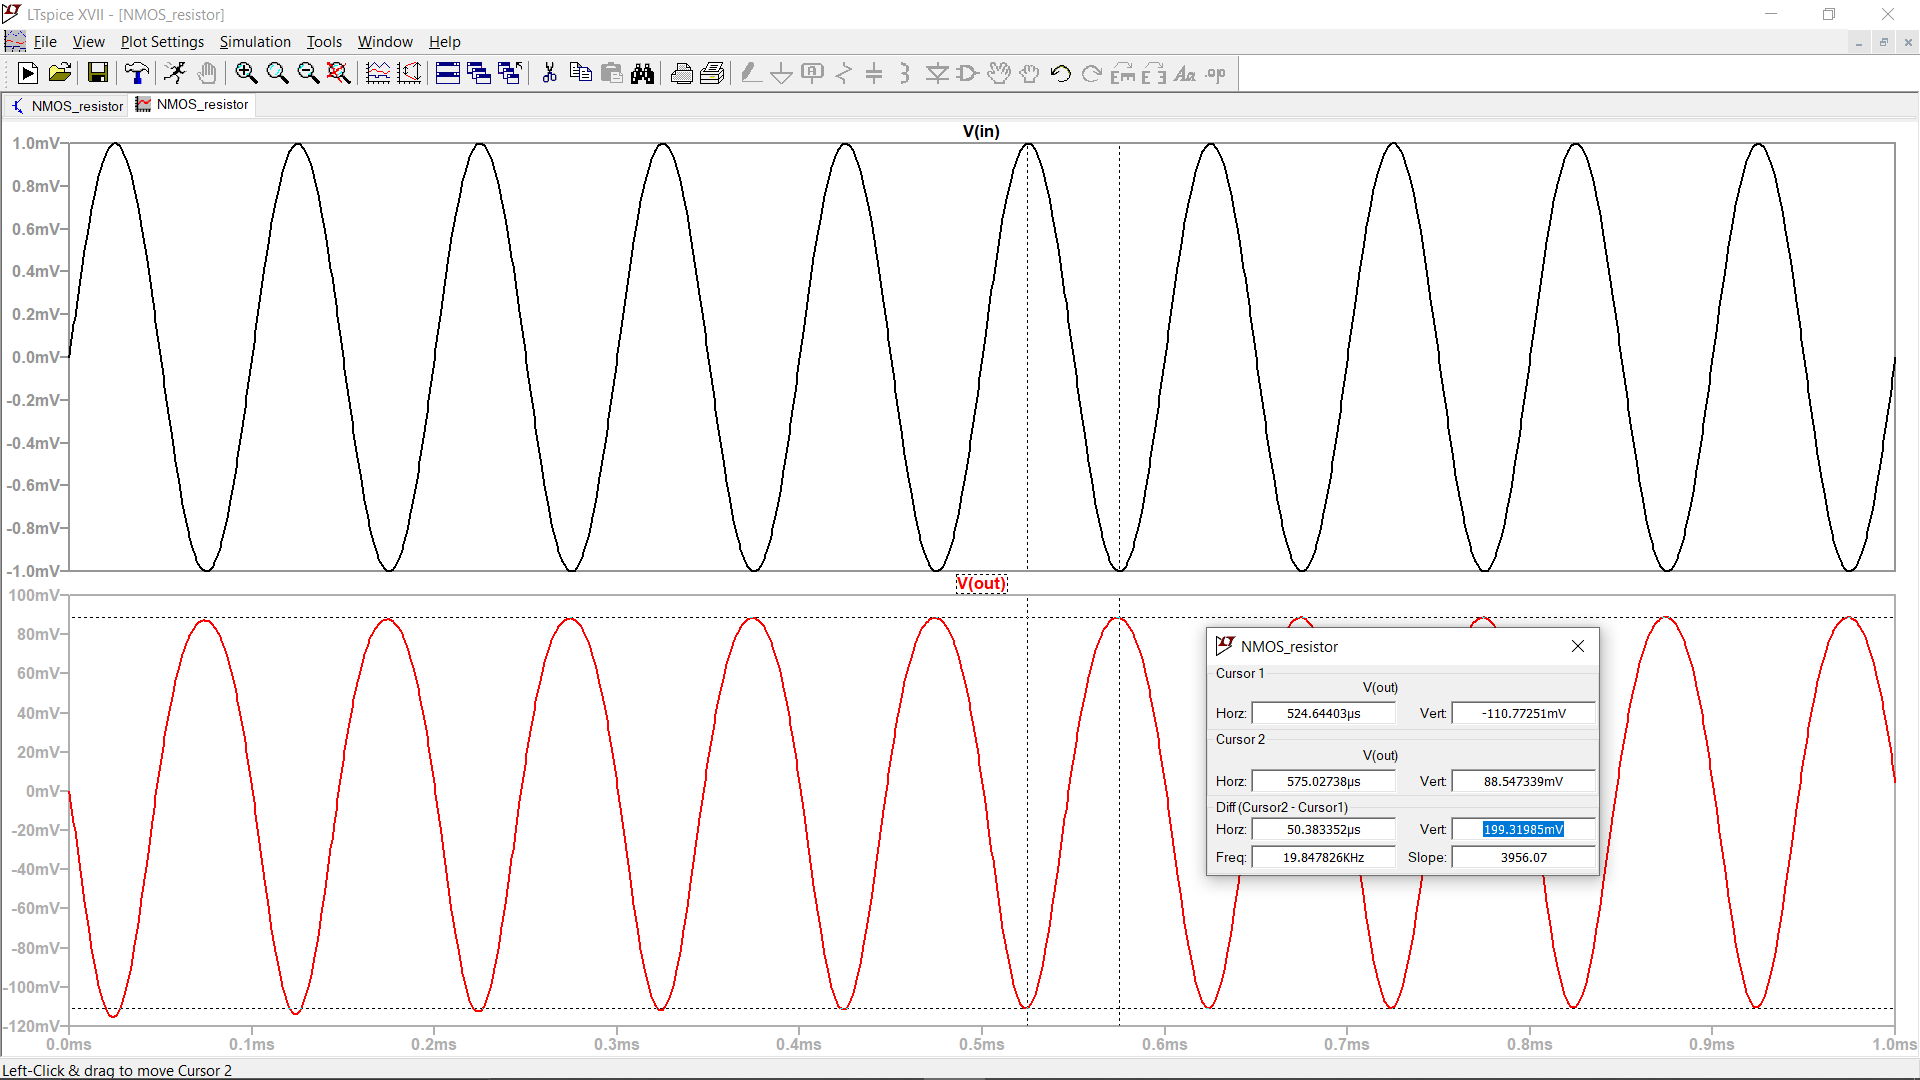 LTspice XVII - [NMOS_resistor]
File View Plot Settings Simulation Tools Window Help
NMOS_resistor NMOS_resistor
V(in)
1.0mV
0.8mV
0.6mV
0.4mV
0.2mV
0.0mV
-0.2mV
-0.4mV
-0.6mV
-0.8mV
-1.0mV
V(out)
100mV
80mV
60mV
40mV
20mV
0mV
-20mV
-40mV
-60mV
-80mV
-100mV
-120mV
0.0ms 0.1ms 0.2ms 0.3ms 0.4ms 0.5ms 0.6ms 0.7ms 0.8ms 0.9ms 1.0ms
NMOS_resistor
Cursor 1
V(out)
Horz: 524.64403µs Vert: -110.77251mV
Cursor 2
V(out)
Horz: 575.02738µs Vert: 88.547339mV
Diff (Cursor2 - Cursor1)
Horz: 50.383352µs Vert: 199.31985mV
Freq: 19.847826KHz Slope: 3956.07
Left-Click & drag to move Cursor 2